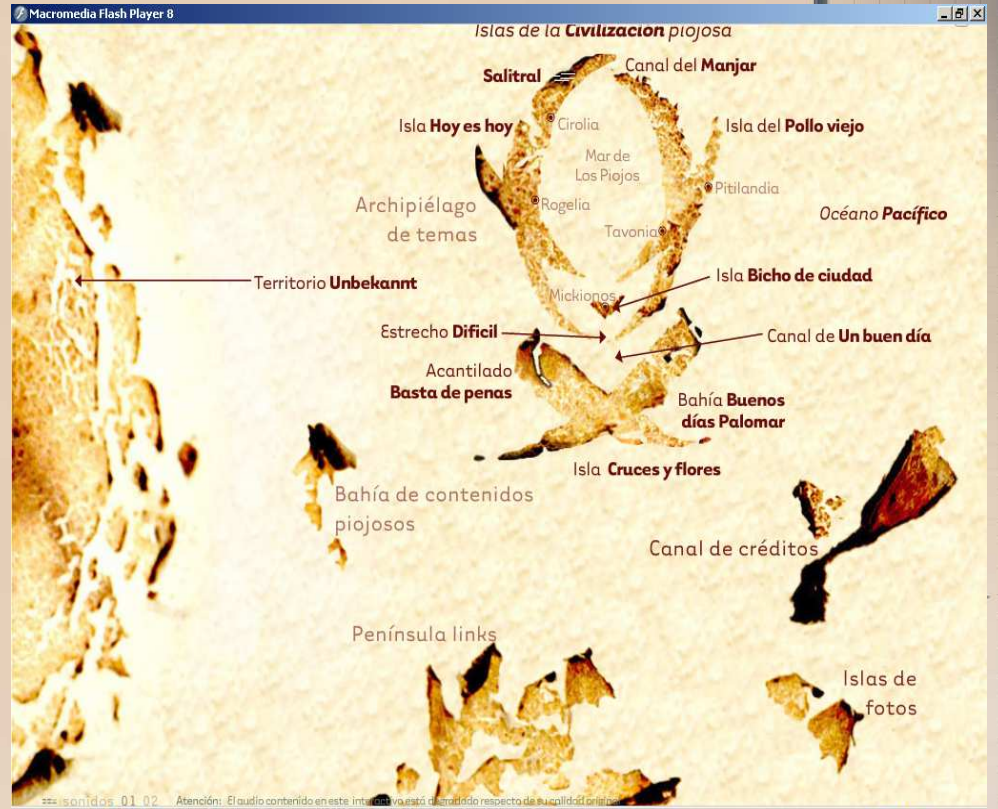 Macromedia Flash Player 8
Islas de la Civilización piojosa
Canal del Manjar
Salitral
Isla Hoy es hoy
Cirolia
Isla del Pollo viejo
Mar de
Los Piojos
Pitilandia
Archipiélago
de temas
Rogelia
Océano Pacífico
Tavonia
Territorio Unbekannt
Isla Bicho de ciudad
Mickionos
Estrecho Dificil
Canal de Un buen día
Acantilado
Basta de penas
Bahía Buenos
días Palomar
Isla Cruces y flores
Bahía de contenidos
piojosos
Canal de créditos
Península links
Islas de
fotos
sonidos 01 02
Atención: El audio contenido en este interactivo está degradado respecto de su calidad original